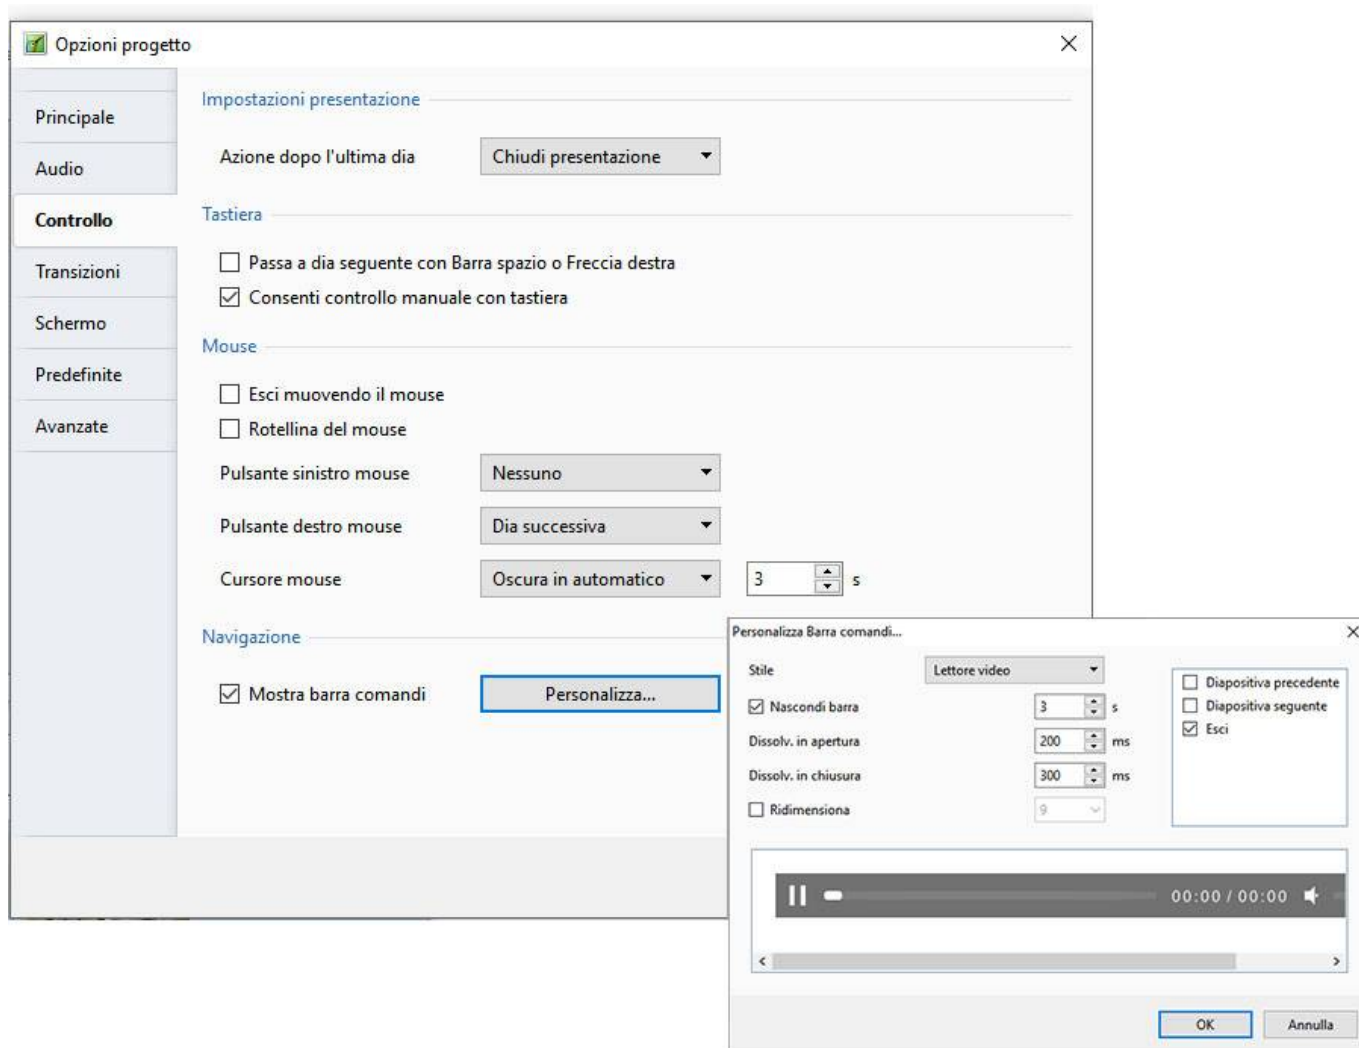 Opzioni progetto
Principale
Audio
Controllo
Transizioni
Schermo
Predefinite
Avanzate
Impostazioni presentazione
Azione dopo l'ultima dia Chiudi presentazione
Tastiera
Passa a dia seguente con Barra spazio o Freccia destra
Consenti controllo manuale con tastiera
Mouse
Esci muovendo il mouse
Rotellina del mouse
Pulsante sinistro mouse Nessuno
Pulsante destro mouse Dia successiva
Cursore mouse Oscura in automatico 3 s
Navigazione
Mostra barra comandi Personalizza...
Personalizza Barra comandi...
Stile Lettore video
Nascondi barra 3 s
Dissolv. in apertura 200 ms
Dissolv. in chiusura 300 ms
Ridimensiona 9
Diapositiva precedente
Diapositiva seguente
Esci
00:00 / 00:00
OK Annulla